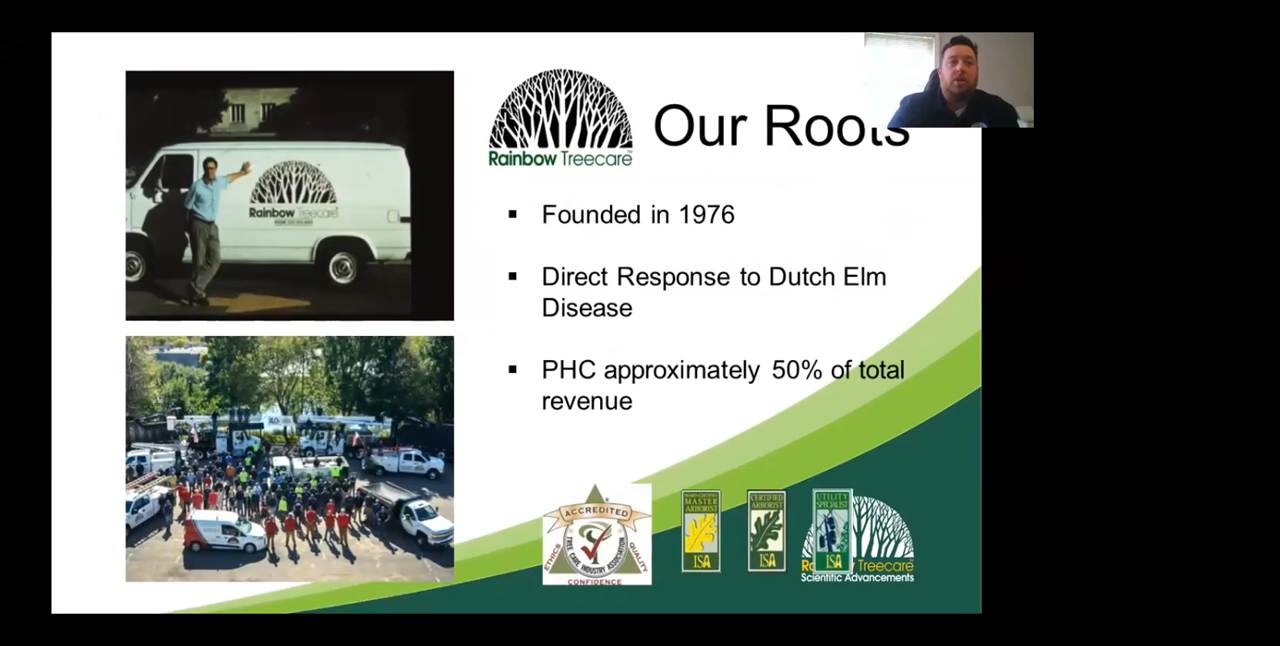 Our Roots
Rainbow Treecare
Rainbow Treecare
▪ Founded in 1976
▪ Direct Response to Dutch Elm
Disease
▪ PHC approximately 50% of total
revenue
ACCREDITED
TREE CARE INDUSTRY ASSOCIATION
ETHICS
QUALITY
CONFIDENCE
MASTER
ARBORIST
ISA
CERTIFIED
ARBORIST
ISA
UTILITY
SPECIALIST
ISA
Treecare
Scientific Advancements